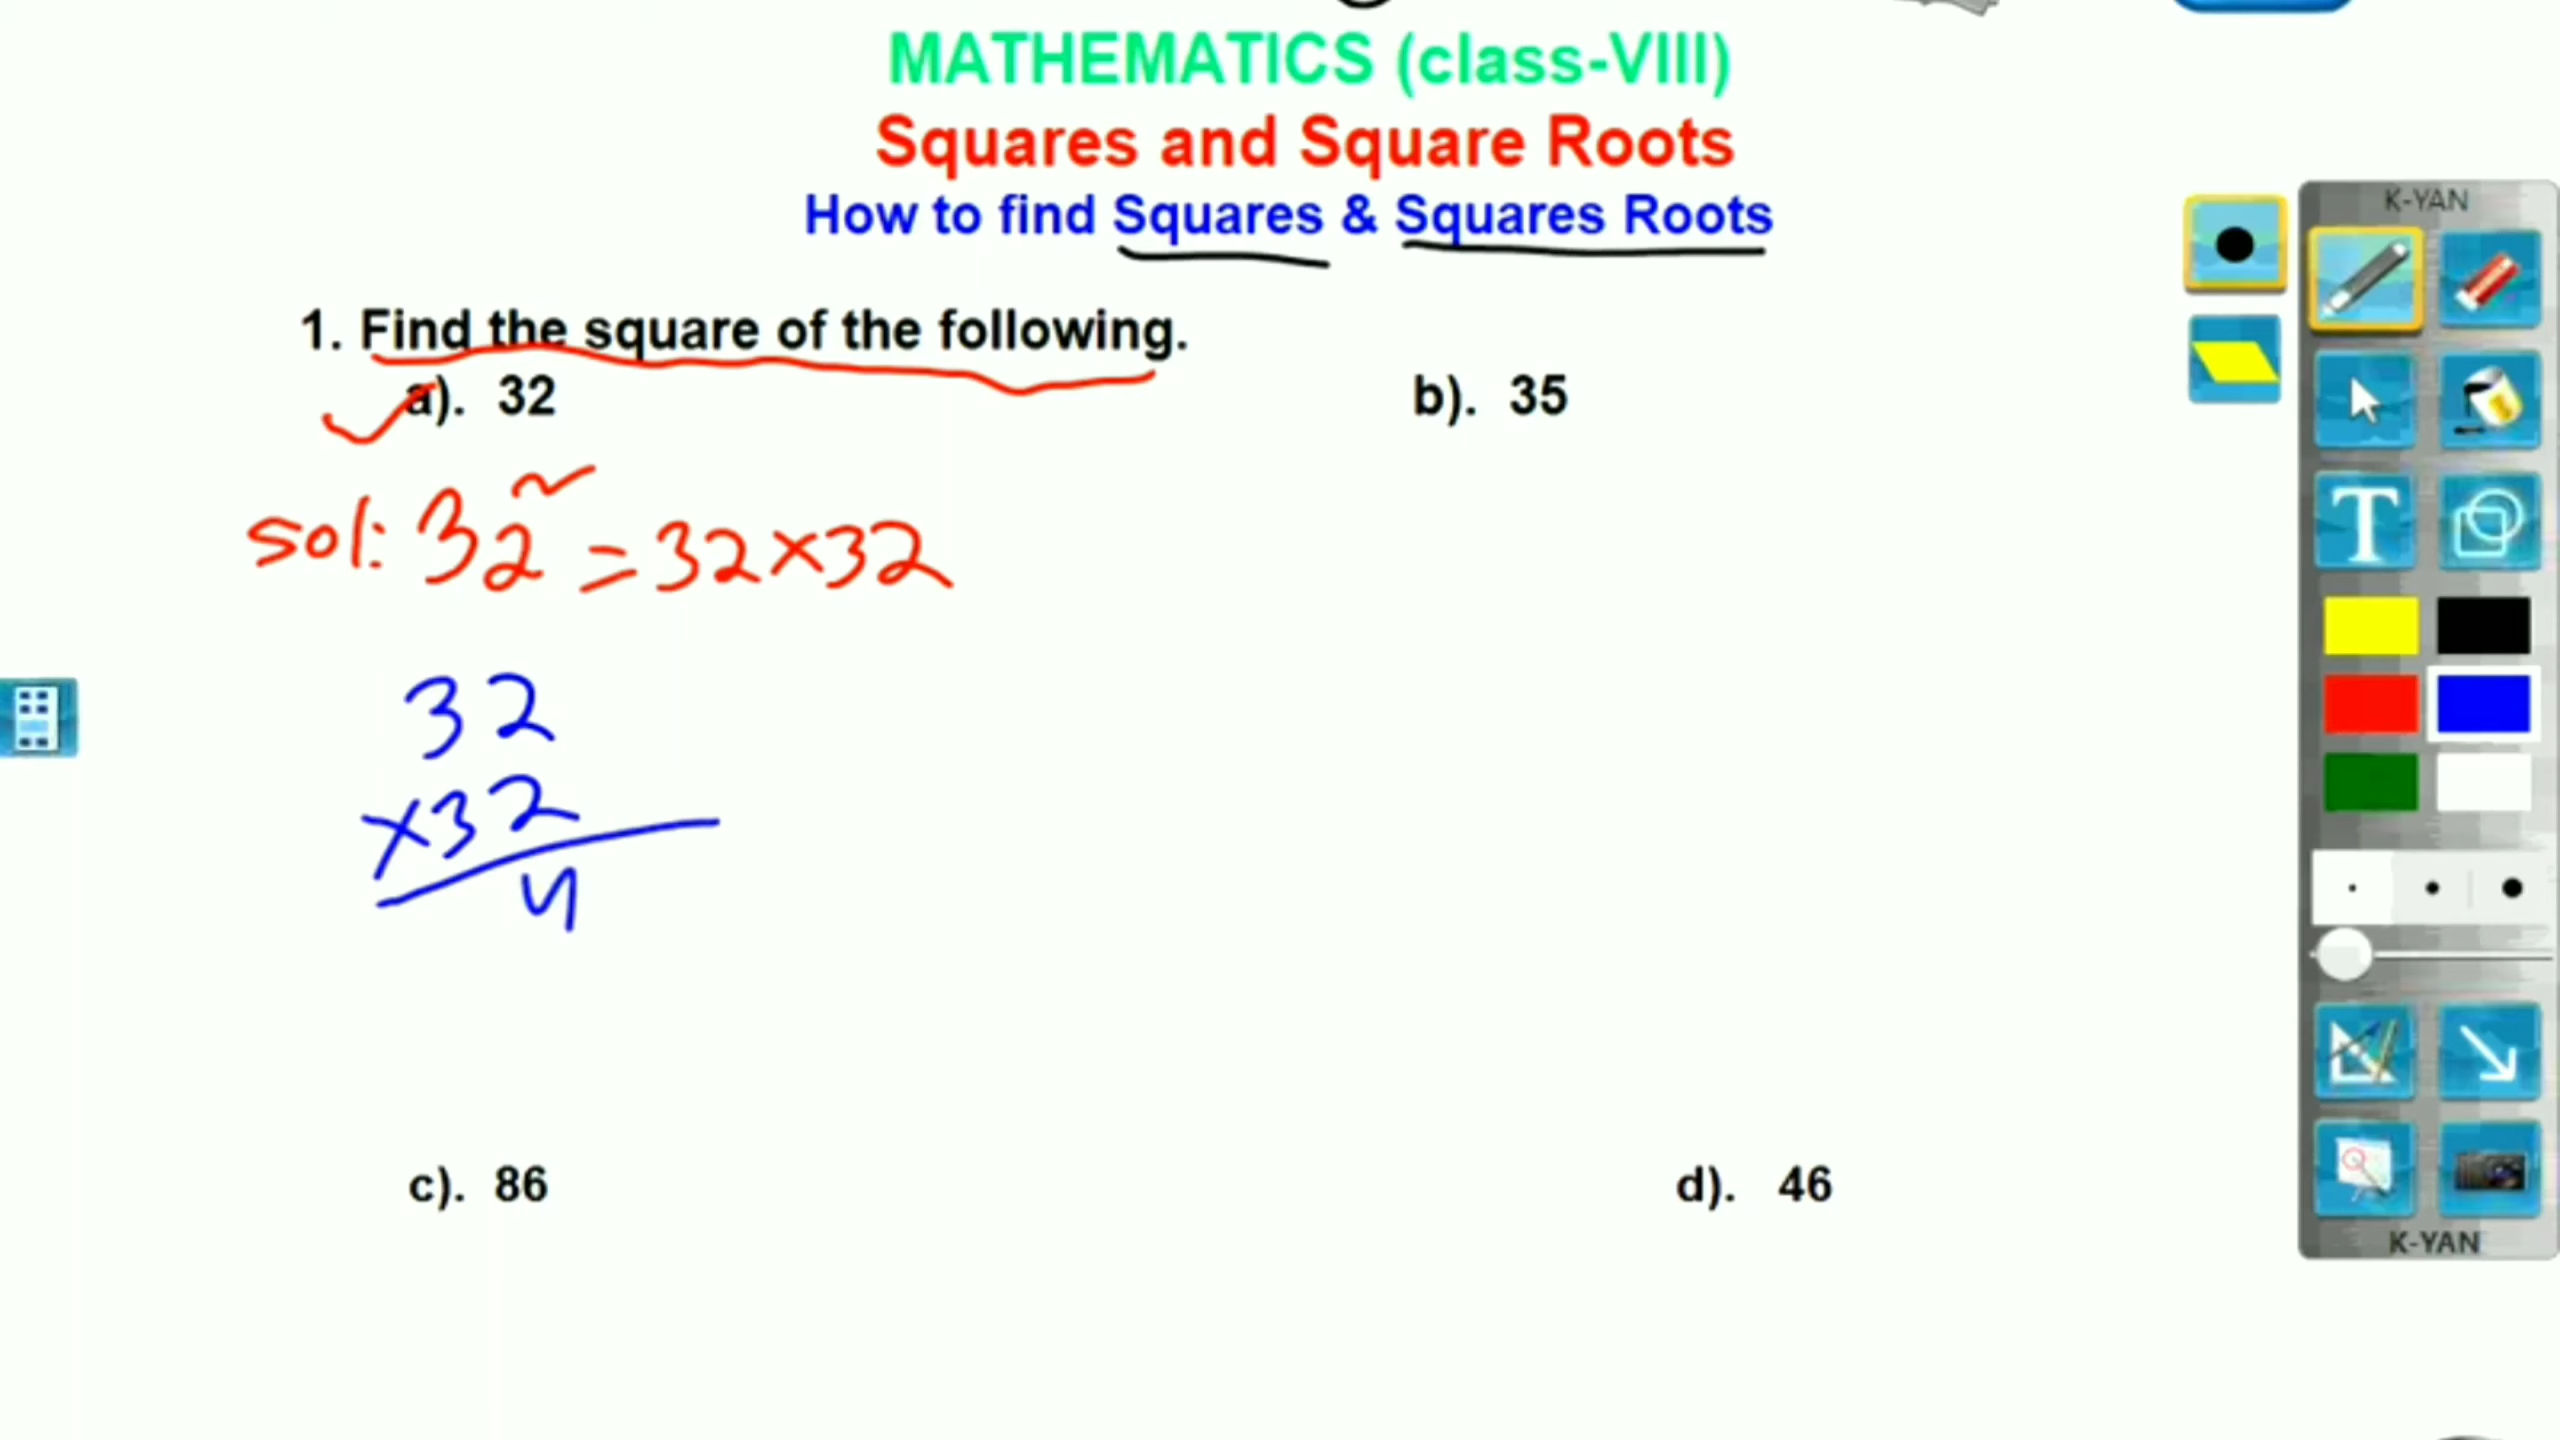 MATHEMATICS (class-VIII)
Squares and Square Roots
How to find Squares & Squares Roots
K-YAN
1. Find the square of the following.
a). 32
b). 35
T
sol: 32² = 32×32
32
×32
4
c). 86
d). 46
K-YAN